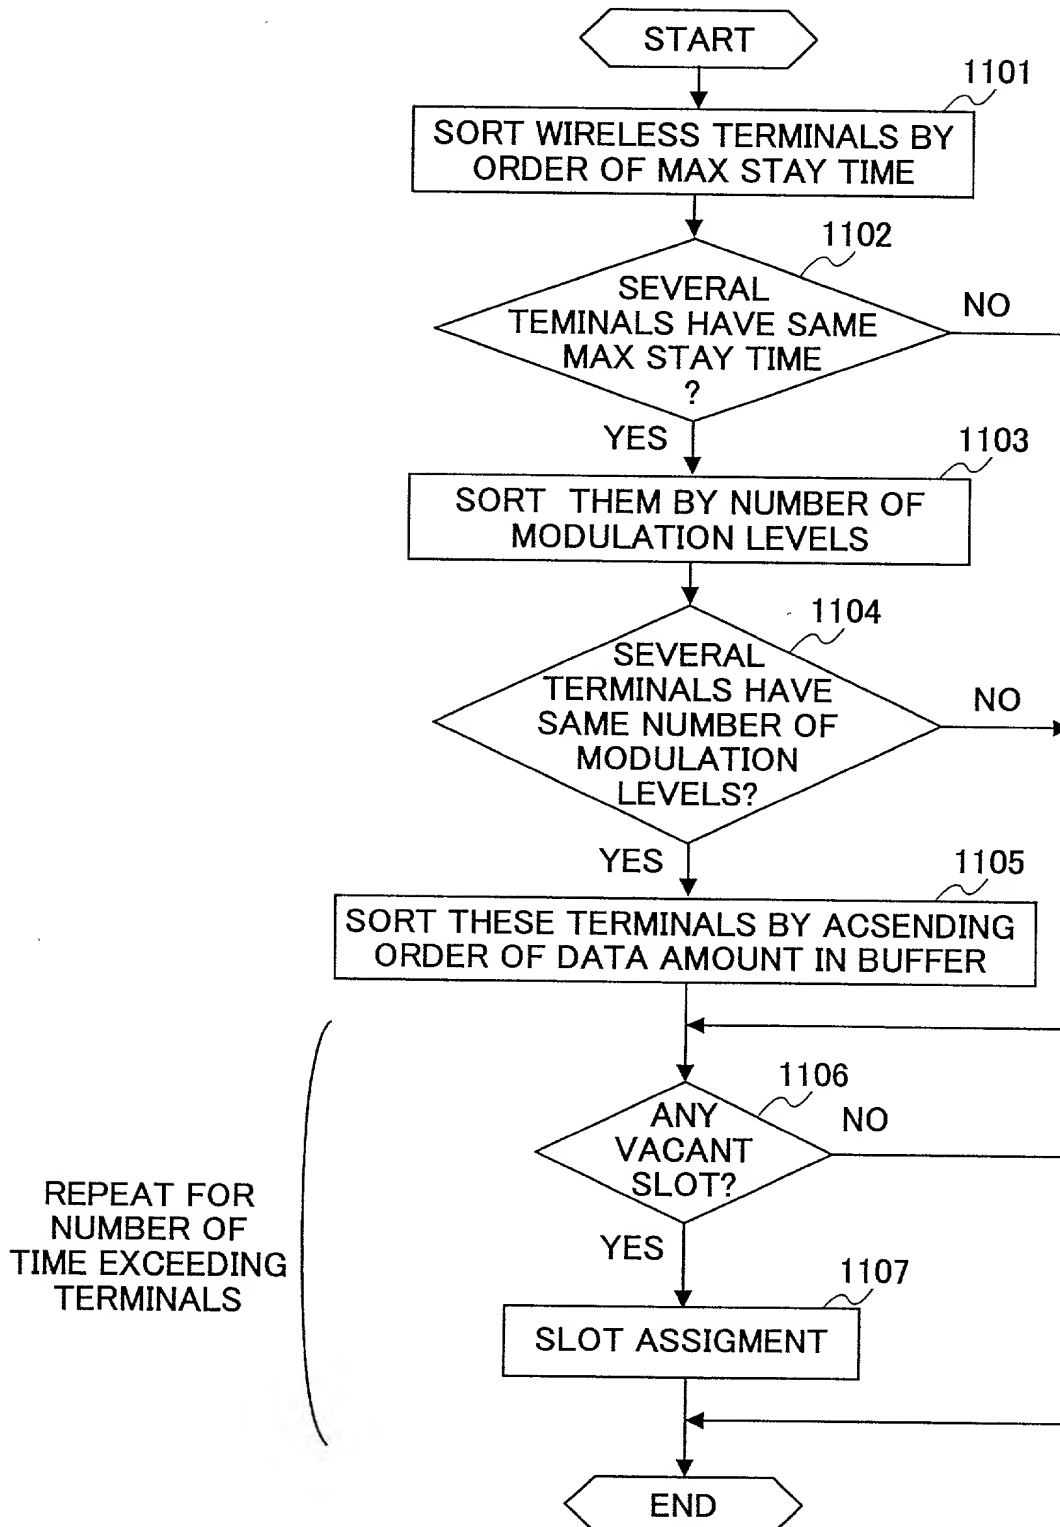 START
1101
SORT WIRELESS TERMINALS BY
ORDER OF MAX STAY TIME
1102
SEVERAL
TEMINALS HAVE SAME
MAX STAY TIME
?
NO
YES
1103
SORT THEM BY NUMBER OF
MODULATION LEVELS
1104
SEVERAL
TERMINALS HAVE
SAME NUMBER OF
MODULATION
LEVELS?
NO
YES
1105
SORT THESE TERMINALS BY ACSENDING
ORDER OF DATA AMOUNT IN BUFFER
1106
ANY
VACANT
SLOT?
NO
YES
REPEAT FOR
NUMBER OF
TIME EXCEEDING
TERMINALS
1107
SLOT ASSIGMENT
END